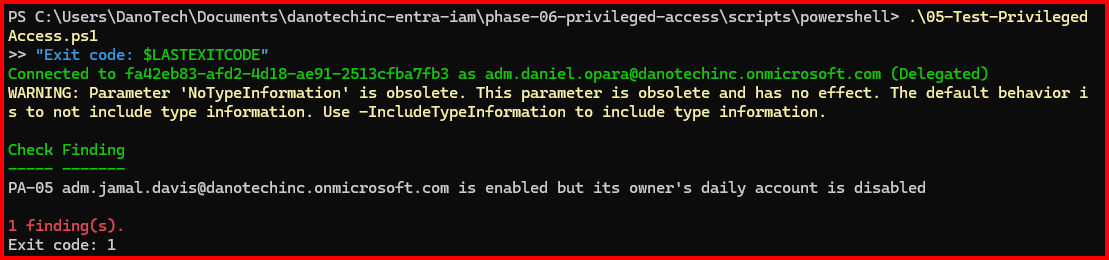 PS C:\Users\DanoTech\Documents\danotechinc-entra-iam\phase-06-privileged-access\scripts\powershell> .\05-Test-Privileged
Access.ps1
>> "Exit code: $LASTEXITCODE"
Connected to fa42eb83-afd2-4d18-ae91-2513cfba7fb3 as adm.daniel.opara@danotechinc.onmicrosoft.com (Delegated)
WARNING: Parameter 'NoTypeInformation' is obsolete. This parameter is obsolete and has no effect. The default behavior i
s to not include type information. Use -IncludeTypeInformation to include type information.
Check Finding
----- -------
PA-05 adm.jamal.davis@danotechinc.onmicrosoft.com is enabled but its owner's daily account is disabled
1 finding(s).
Exit code: 1